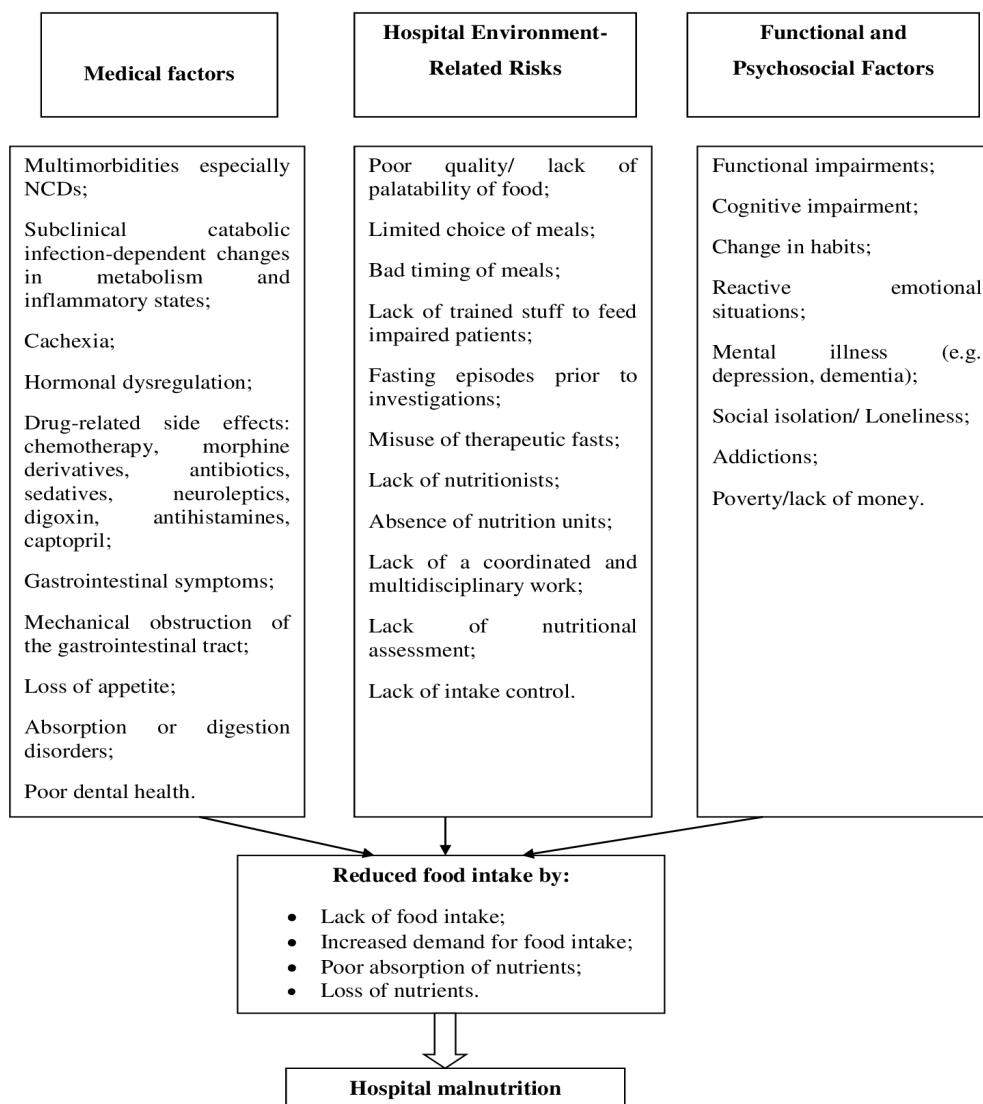 Medical factors
Hospital Environment-
Related Risks
Functional and
Psychosocial Factors
Multimorbidities especially
NCDs;
Subclinical catabolic
infection-dependent changes
in metabolism and
inflammatory states;
Cachexia;
Hormonal dysregulation;
Drug-related side effects:
chemotherapy, morphine
derivatives, antibiotics,
sedatives, neuroleptics,
digoxin, antihistamines,
captopril;
Gastrointestinal symptoms;
Mechanical obstruction of
the gastrointestinal tract;
Loss of appetite;
Absorption or digestion
disorders;
Poor dental health.
Poor quality/ lack of
palatability of food;
Limited choice of meals;
Bad timing of meals;
Lack of trained stuff to feed
impaired patients;
Fasting episodes prior to
investigations;
Misuse of therapeutic fasts;
Lack of nutritionists;
Absence of nutrition units;
Lack of a coordinated and
multidisciplinary work;
Lack of nutritional
assessment;
Lack of intake control.
Functional impairments;
Cognitive impairment;
Change in habits;
Reactive emotional
situations;
Mental illness (e.g.
depression, dementia);
Social isolation/ Loneliness;
Addictions;
Poverty/lack of money.
Reduced food intake by:
• Lack of food intake;
• Increased demand for food intake;
• Poor absorption of nutrients;
• Loss of nutrients.
Hospital malnutrition